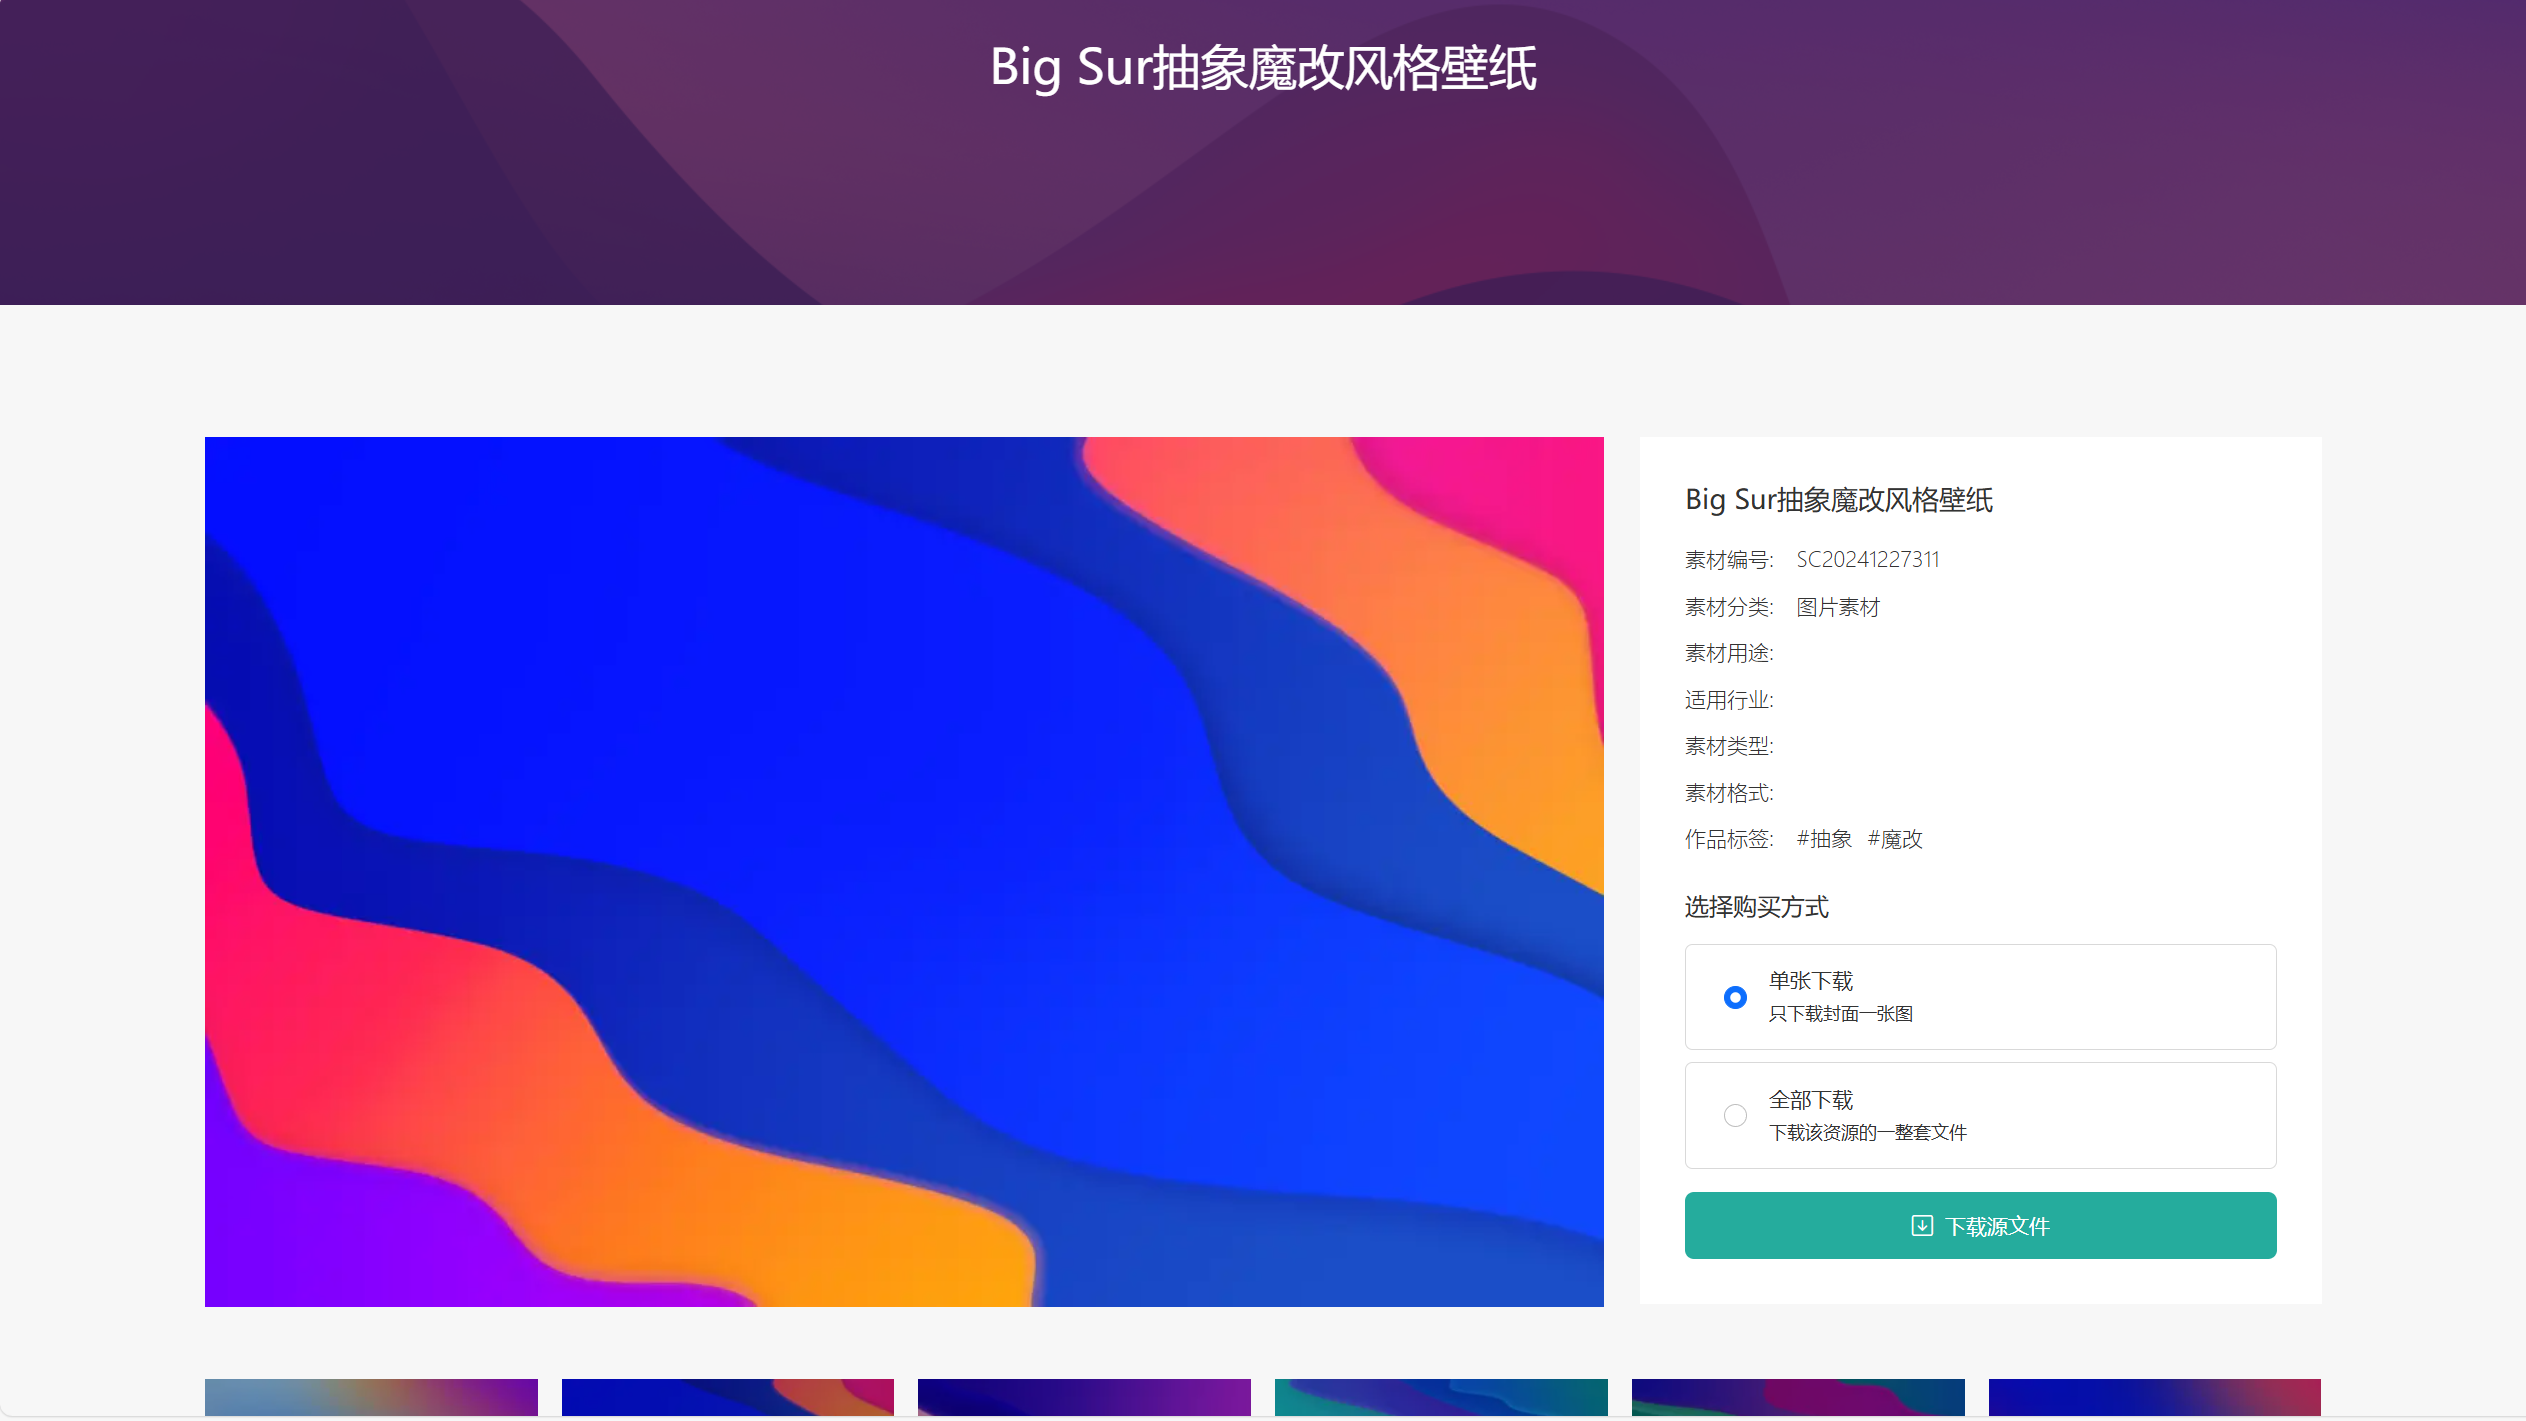 Big Sur抽象魔改风格壁纸
Big Sur抽象魔改风格壁纸
素材编号: SC20241227311
素材分类: 图片素材
素材用途:
适用行业:
素材类型:
素材格式:
作品标签: #抽象 #魔改
选择购买方式
单张下载
只下载封面一张图
全部下载
下载该资源的一整套文件
下载源文件